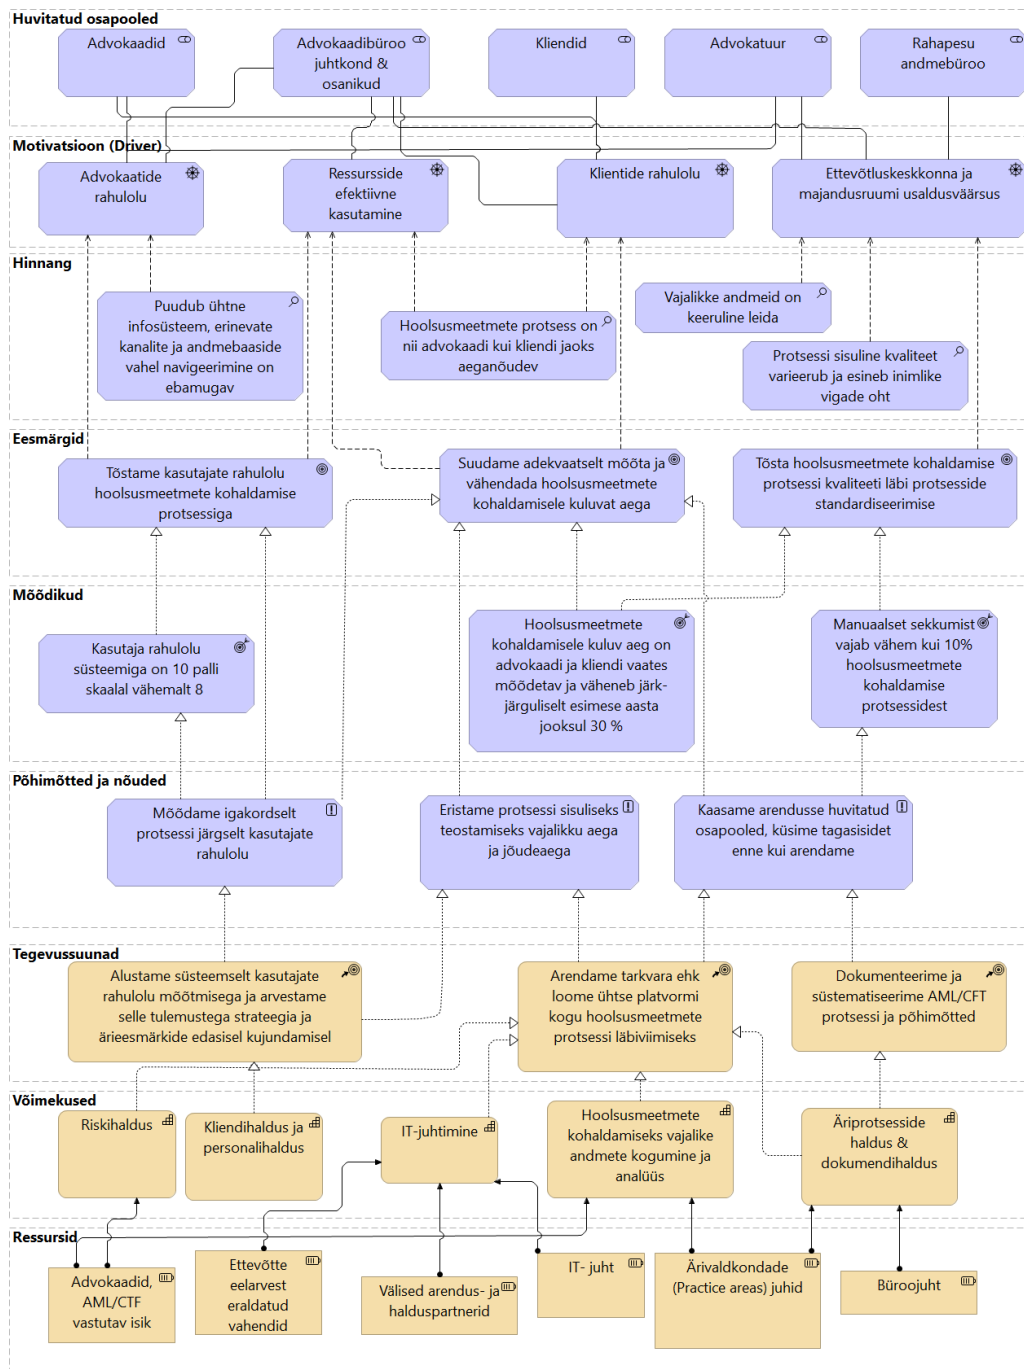 Huvitatud osapooled
Advokaadid
Advokaadibüroo
juhtkond &
osanikud
Kliendid
Advokatuur
Rahapesu
andmebüroo
Motivatsioon (Driver)
Advokaatide
rahulolu
Ressursside
efektiivne
kasutamine
Klientide rahulolu
Ettevõtluskeskkonna ja
majandusruumi usaldusväärsus
Hinnang
Puudub ühtne
infosüsteem, erinevate
kanalite ja andmebaaside
vahel navigeerimine on
ebamugav
Hoolsusmeetmete protsess on
nii advokaadi kui kliendi jaoks
aeganõudev
Vajalikke andmeid on
keeruline leida
Protsessi sisuline kvaliteet
varieerub ja esineb inimlike
vigade oht
Eesmärgid
Tõstame kasutajate rahulolu
hoolsusmeetmete kohaldamise
protsessiga
Suudame adekvaatselt mõõta ja
vähendada hoolsusmeetmete
kohaldamisele kuluvat aega
Tõsta hoolsusmeetmete kohaldamise
protsessi kvaliteeti läbi protsesside
standardiseerimise
Mõõdikud
Kasutaja rahulolu
süsteemiga on 10 palli
skaalal vähemalt 8
Hoolsusmeetmete
kohaldamisele kuluv aeg on
advokaadi ja kliendi vaates
mõõdetav ja väheneb järk-
järguliselt esimese aasta
jooksul 30 %
Manuaalset sekkumist
vajab vähem kui 10%
hoolsusmeetmete
kohaldamise
protsessidest
Põhimõtted ja nõuded
Mõõdame igakordselt
protsessi järgselt kasutajate
rahulolu
Eristame protsessi sisuliseks
teostamiseks vajalikku aega
ja jõudeaega
Kaasame arendusse huvitatud
osapooled, küsime tagasisidet
enne kui arendame
Tegevussuunad
Alustame süsteemselt kasutajate
rahulolu mõõtmisega ja arvestame
selle tulemustega strateegia ja
ärieesmärkide edasisel kujundamisel
Arendame tarkvara ehk
loome ühtse platvormi
kogu hoolsusmeetmete
protsessi läbiviimiseks
Dokumenteerime ja
süstematiseerime AML/CFT
protsessi ja põhimõtted
Võimekused
Riskihaldus
Kliendihaldus ja
personalihaldus
IT-juhtimine
Hoolsusmeetmete
kohaldamiseks vajalike
andmete kogumine ja
analüüs
Äriprotsesside
haldus &
dokumendihaldus
Ressursid
Advokaadid,
AML/CTF
vastutav isik
Ettevõtte
eelarvest
eraldatud
vahendid
Välised arendus- ja
halduspartnerid
IT- juht
Ärivaldkondade
(Practice areas) juhid
Büroojuht